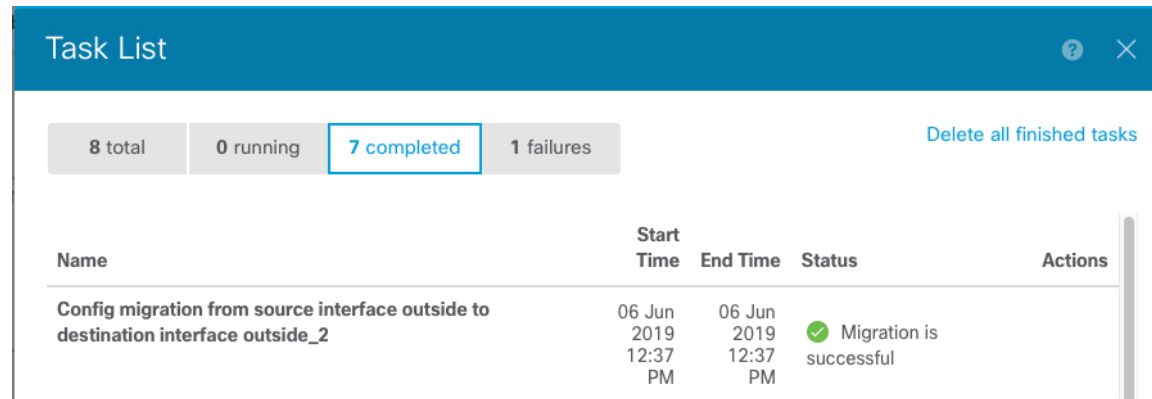 Task List
8 total 0 running 7 completed 1 failures
Delete all finished tasks
Name Start Time End Time Status Actions
Config migration from source interface outside to
destination interface outside_2
06 Jun
2019
12:37
PM
06 Jun
2019
12:37
PM
Migration is
successful